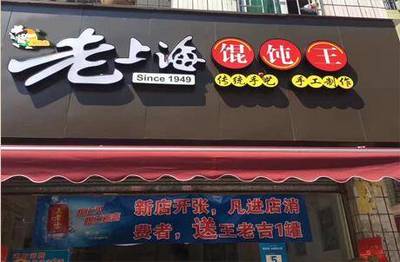 老上海
馄饨王
Since 1949
传统手艺
手工制作
新店开张，凡进店消
费者，送王老吉1罐